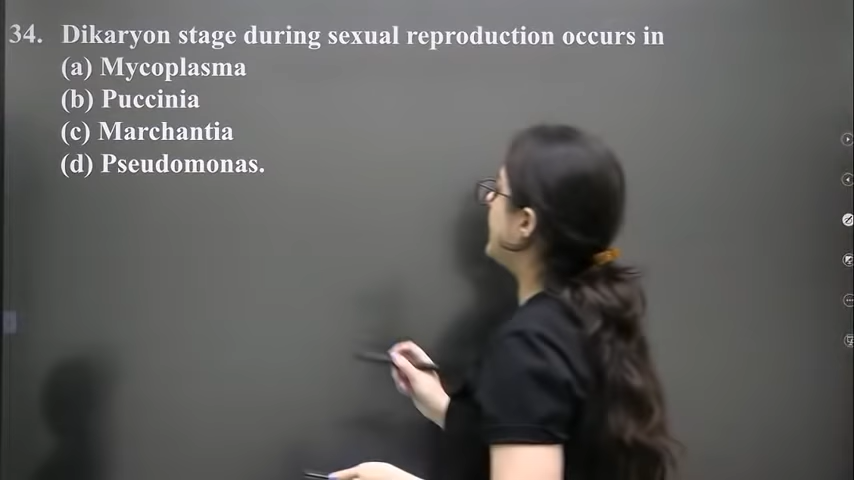 34. Dikaryon stage during sexual reproduction occurs in
(a) Mycoplasma
(b) Puccinia
(c) Marchantia
(d) Pseudomonas.